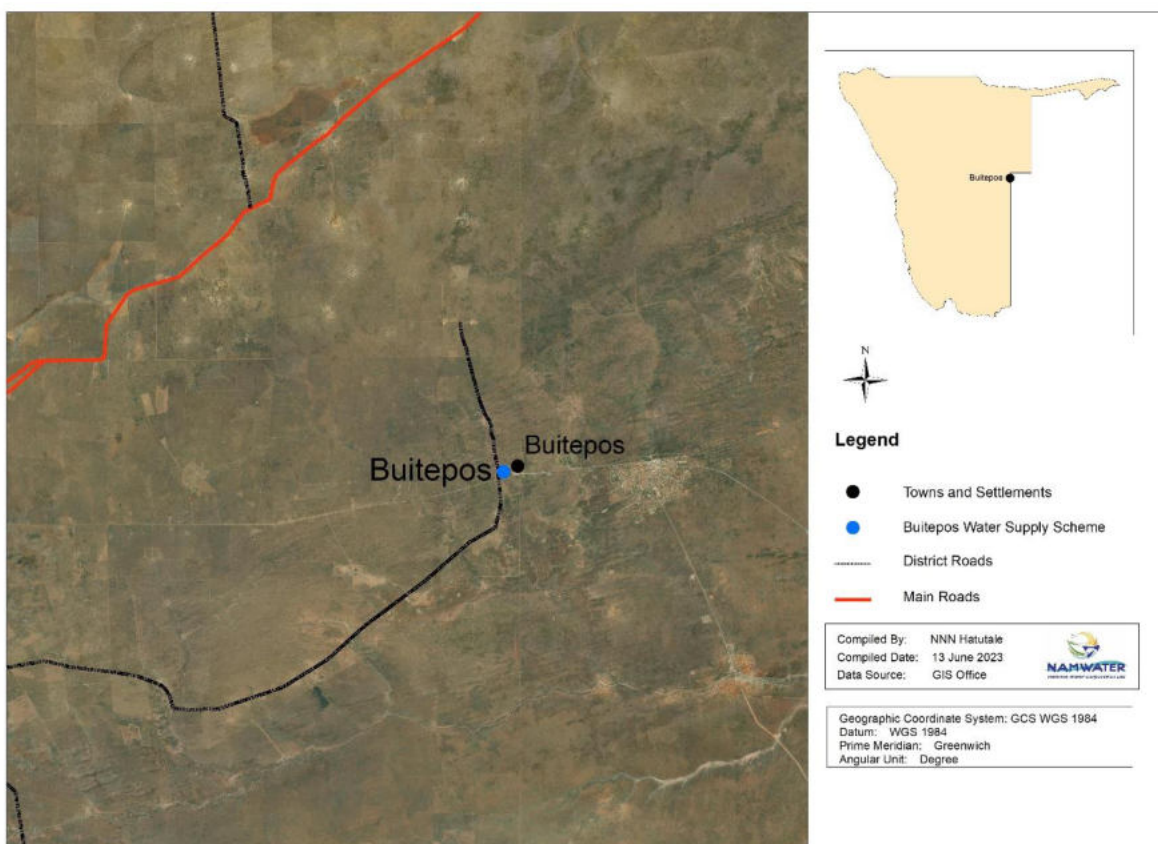 Buitepos
Buitepos
Buitepos
N
Legend
Towns and Settlements
Buitepos Water Supply Scheme
District Roads
Main Roads
Compiled By: NNN Hatutale
Compiled Date: 13 June 2023
Data Source: GIS Office
NAMWATER
Geographic Coordinate System: GCS WGS 1984
Datum: WGS 1984
Prime Meridian: Greenwich
Angular Unit: Degree